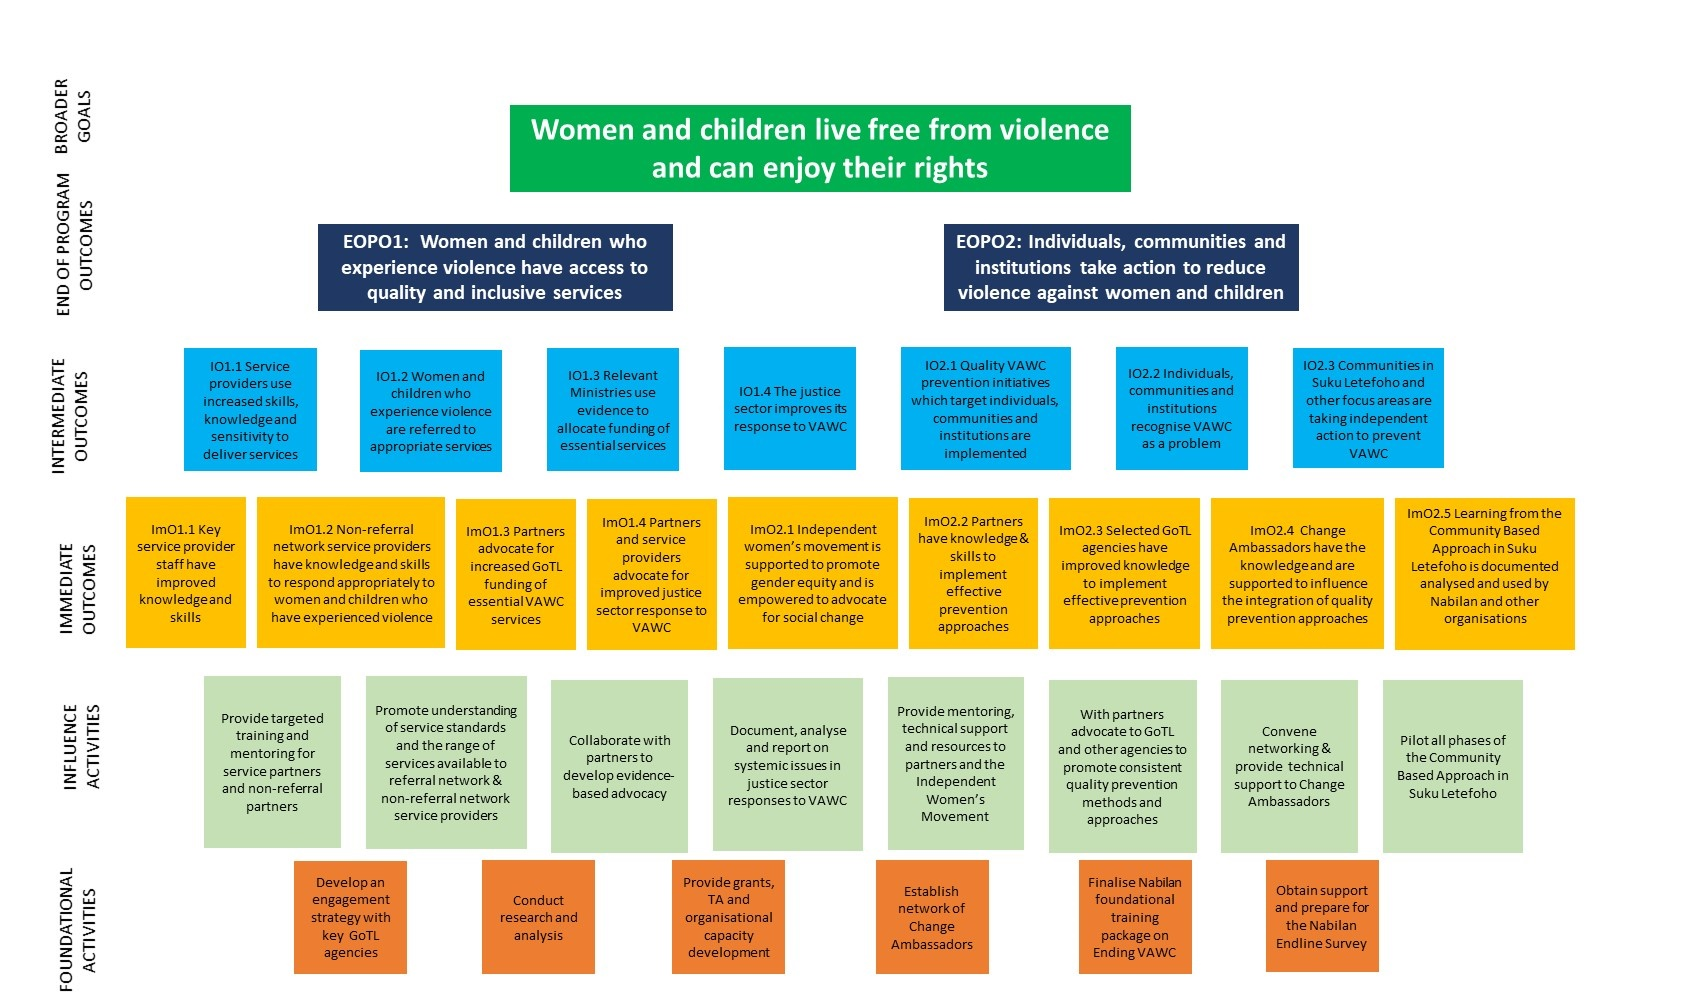 BROADER
GOALS
Women and children live free from violence
and can enjoy their rights
END OF PROGRAM
OUTCOMES
EOPO1: Women and children who
experience violence have access to
quality and inclusive services
EOPO2: Individuals, communities and
institutions take action to reduce
violence against women and children
INTERMEDIATE
OUTCOMES
IO1.1 Service
providers use
increased skills,
knowledge and
sensitivity to
deliver services
IO1.2 Women and
children who
experience violence
are referred to
appropriate services
IO1.3 Relevant
Ministries use
evidence to
allocate funding of
essential services
IO1.4 The justice
sector improves its
response to VAWC
IO2.1 Quality VAWC
prevention initiatives
which target individuals,
communities and
institutions are
implemented
IO2.2 Individuals,
communities and
institutions
recognise VAWC
as a problem
IO2.3 Communities in
Suku Letefoho and
other focus areas are
taking independent
action to prevent
VAWC
IMMEDIATE
OUTCOMES
ImO1.1 Key
service provider
staff have
improved
knowledge and
skills
ImO1.2 Non-referral
network service providers
have knowledge and skills
to respond appropriately to
women and children who
have experienced violence
ImO1.3 Partners
advocate for
increased GoTL
funding of
essential VAWC
services
ImO1.4 Partners
and service
providers
advocate for
improved justice
sector response to
VAWC
ImO2.1 Independent
women's movement is
supported to promote
gender equity and is
empowered to advocate
for social change
ImO2.2 Partners
have knowledge &
skills to
implement
effective
prevention
approaches
ImO2.3 Selected GoTL
agencies have
improved knowledge
to implement
effective prevention
approaches
ImO2.4 Change
Ambassadors have the
knowledge and are
supported to influence
the integration of quality
prevention approaches
ImO2.5 Learning from the
Community Based
Approach in Suku
Letefoho is documented
analysed and used by
Nabilan and other
organisations
INFLUENCE
ACTIVITIES
Provide targeted
training and
mentoring for
service partners
and non-referral
partners
Promote understanding
of service standards
and the range of
services available to
referral network &
non-referral network
service providers
Collaborate with
partners to
develop evidence-
based advocacy
Document, analyse
and report on
systemic issues in
justice sector
responses to VAWC
Provide mentoring,
technical support
and resources to
partners and the
Independent
Women's
Movement
With partners
advocate to GoTL
and other agencies to
promote consistent
quality prevention
methods and
approaches
Convene
networking &
provide technical
support to Change
Ambassadors
Pilot all phases of
the Community
Based Approach in
Suku Letefoho
FOUNDATIONAL
ACTIVITIES
Develop an
engagement
strategy with
key GoTL
agencies
Conduct
research and
analysis
Provide grants,
TA and
organisational
capacity
development
Establish
network of
Change
Ambassadors
Finalise Nabilan
foundational
training
package on
Ending VAWC
Obtain support
and prepare for
the Nabilan
Endline Survey